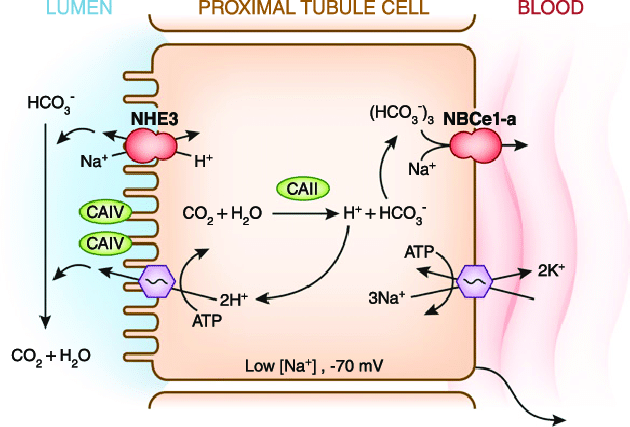 LUMEN
PROXIMAL TUBULE CELL
BLOOD
HCO₃⁻
NHE3
Na⁺
H⁺
(HCO₃⁻)₃
NBCe1-a
Na⁺
CAIV
CAIV
CO₂ + H₂O
CAII
H⁺ + HCO₃⁻
2H⁺
ATP
ATP
3Na⁺
2K⁺
CO₂ + H₂O
Low [Na⁺] , -70 mV